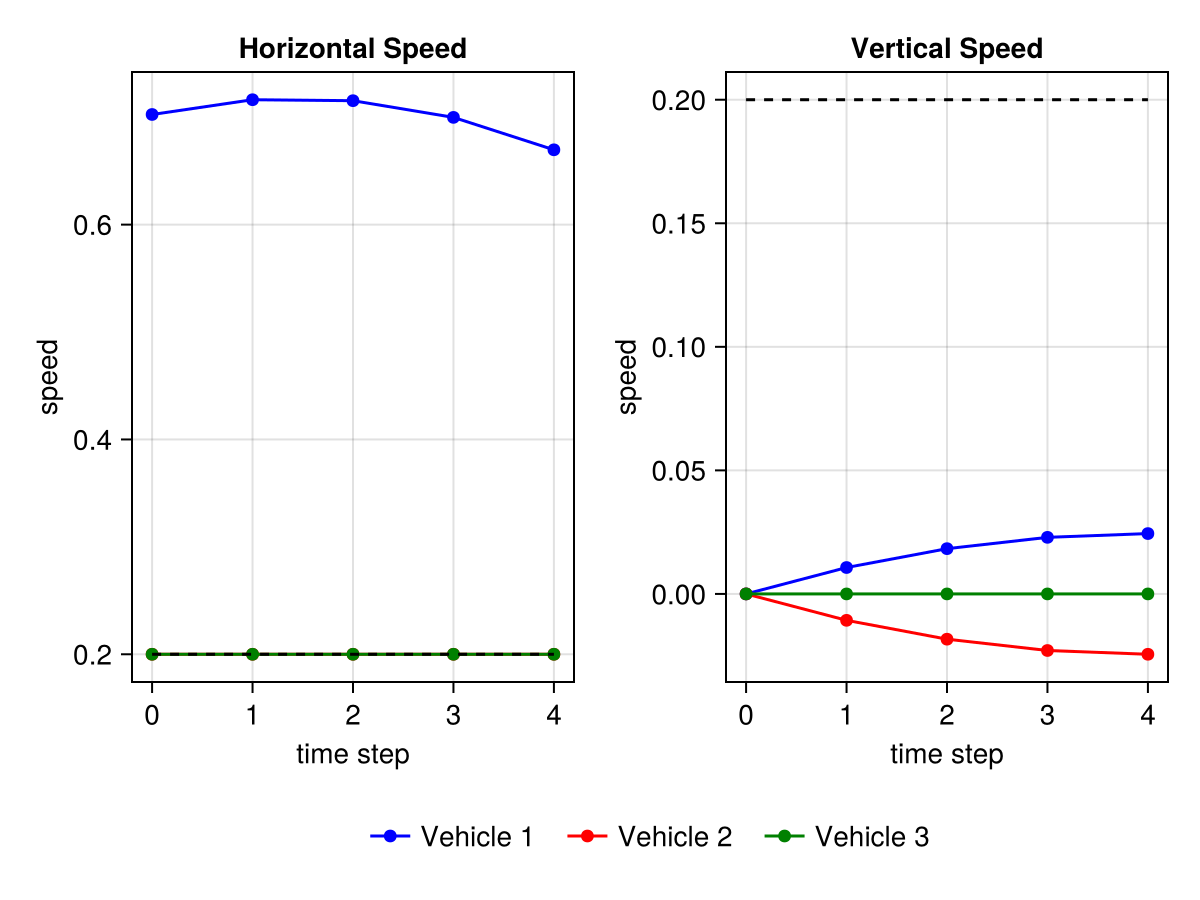 Horizontal Speed
0.6
0.4
0.2
speed
0 1 2 3 4
time step
Vertical Speed
0.20
0.15
0.10
0.05
0.00
speed
0 1 2 3 4
time step
Vehicle 1 Vehicle 2 Vehicle 3